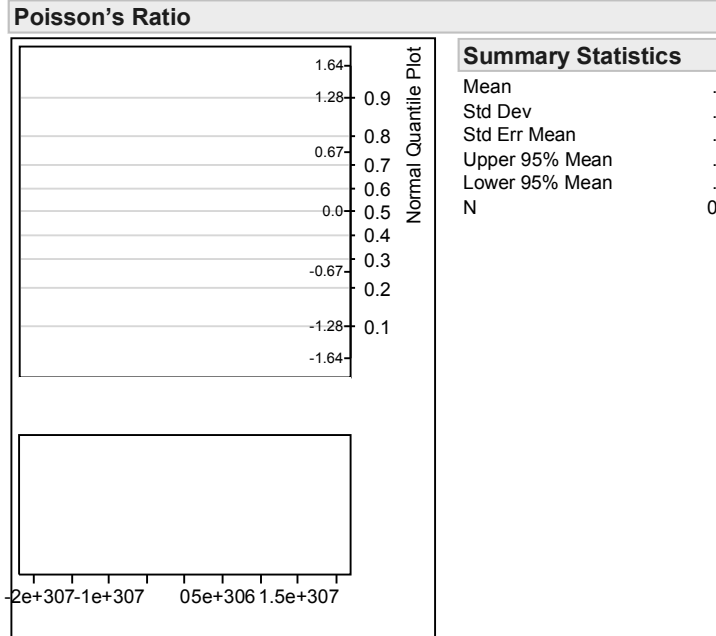 Poisson's Ratio
1.64
1.28
0.67
0.0
-0.67
-1.28
-1.64
0.9
0.8
0.7
0.6
0.5
0.4
0.3
0.2
0.1
Normal Quantile Plot
-2e+307-1e+307 05e+306 1.5e+307
Summary Statistics
Mean .
Std Dev .
Std Err Mean .
Upper 95% Mean .
Lower 95% Mean .
N 0